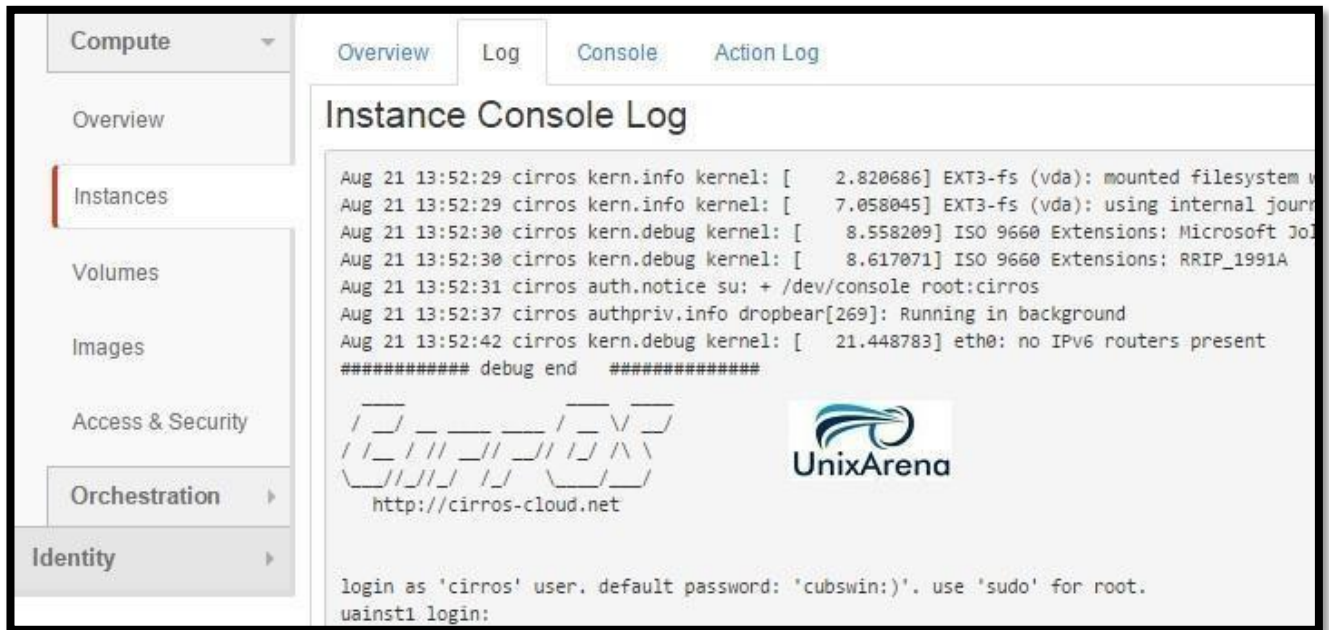 Compute
Overview
Instances
Volumes
Images
Access & Security
Orchestration
Identity
Overview Log Console Action Log
Instance Console Log
Aug 21 13:52:29 cirros kern.info kernel: [    2.820686] EXT3-fs (vda): mounted filesystem
Aug 21 13:52:29 cirros kern.info kernel: [    7.058045] EXT3-fs (vda): using internal
Aug 21 13:52:30 cirros kern.debug kernel: [    8.558209] ISO 9660 Extensions: Microsoft
Aug 21 13:52:30 cirros kern.debug kernel: [    8.617071] ISO 9660 Extensions: RRIP_1991A
Aug 21 13:52:31 cirros auth.notice su: + /dev/console root:cirros
Aug 21 13:52:37 cirros authpriv.info dropbear[269]: Running in background
Aug 21 13:52:42 cirros kern.debug kernel: [   21.448783] eth0: no IPv6 routers present
############ debug end   ##############
UnixArena
http://cirros-cloud.net
login as 'cirros' user. default password: 'cubswin:)'. use 'sudo' for root.
uainst1 login: